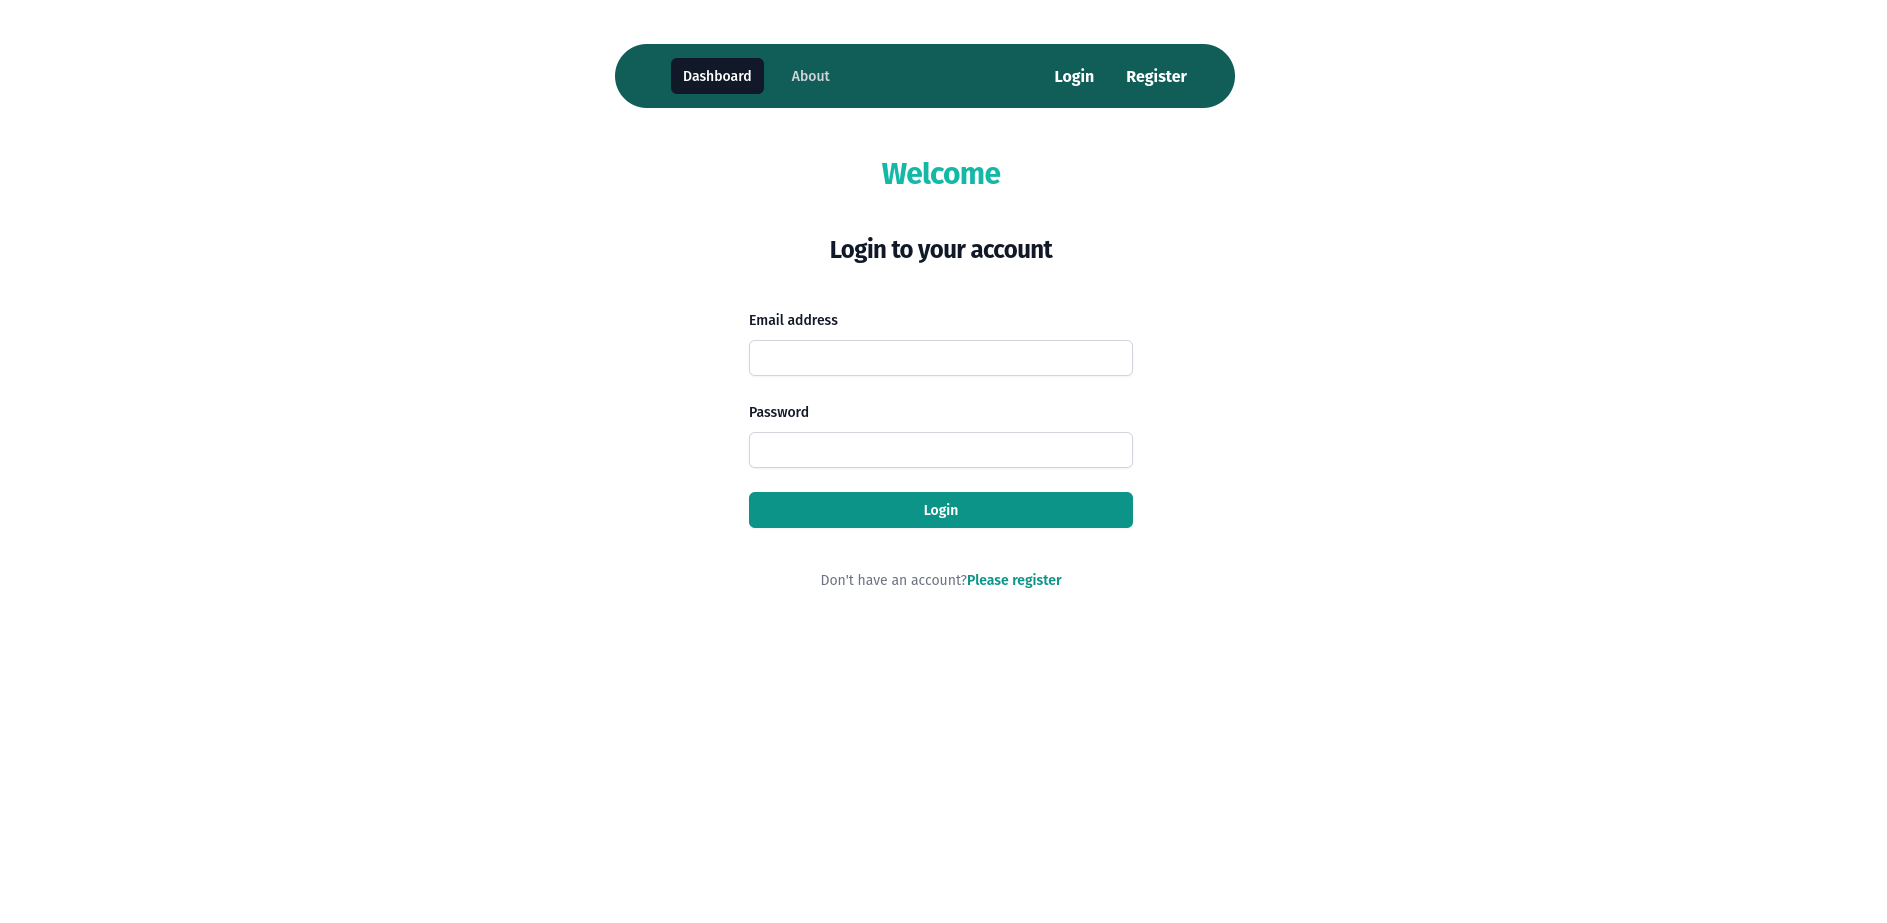 Dashboard About Login Register
Welcome
Login to your account
Email address
Password
Login
Don't have an account?Please register